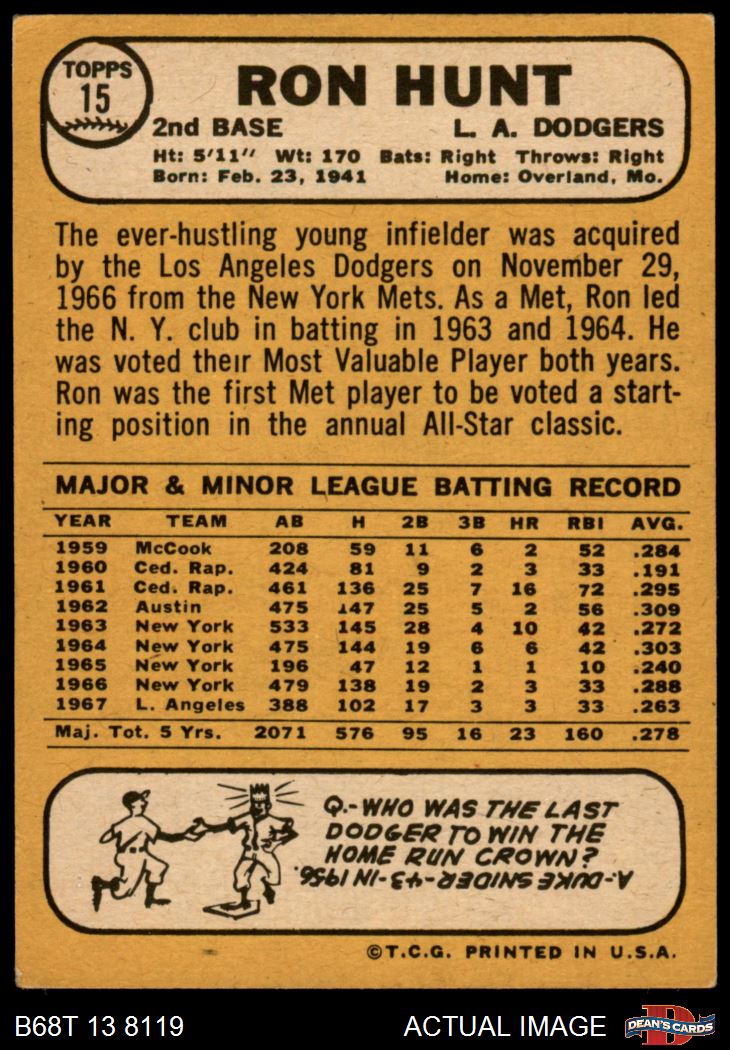 TOPPS
15
RON HUNT
2nd BASE L. A. DODGERS
Ht: 5'11" Wt: 170 Bats: Right Throws: Right
Born: Feb. 23, 1941 Home: Overland, Mo.
The ever-hustling young infielder was acquired
by the Los Angeles Dodgers on November 29,
1966 from the New York Mets. As a Met, Ron led
the N. Y. club in batting in 1963 and 1964. He
was voted their Most Valuable Player both years.
Ron was the first Met player to be voted a start-
ing position in the annual All-Star classic.
MAJOR & MINOR LEAGUE BATTING RECORD
YEAR TEAM AB H 2B 3B HR RBI AVG.
1959 McCook 208 59 11 6 2 52 .284
1960 Ced. Rap. 424 81 9 2 3 33 .191
1961 Ced. Rap. 461 136 25 7 16 72 .295
1962 Austin 475 147 25 5 2 56 .309
1963 New York 533 145 28 4 10 42 .272
1964 New York 475 144 19 6 6 42 .303
1965 New York 196 47 12 1 1 10 .240
1966 New York 479 138 19 2 3 33 .288
1967 L. Angeles 388 102 17 3 3 33 .263
Maj. Tot. 5 Yrs. 2071 576 95 16 23 160 .278
Q.-WHO WAS THE LAST
DODGER TO WIN THE
HOME RUN CROWN?
A.-DUKE SNIDER-43-IN 1956.
©T.C.G. PRINTED IN U.S.A.
B68T 13 8119 ACTUAL IMAGE
D
DEAN'S CARDS